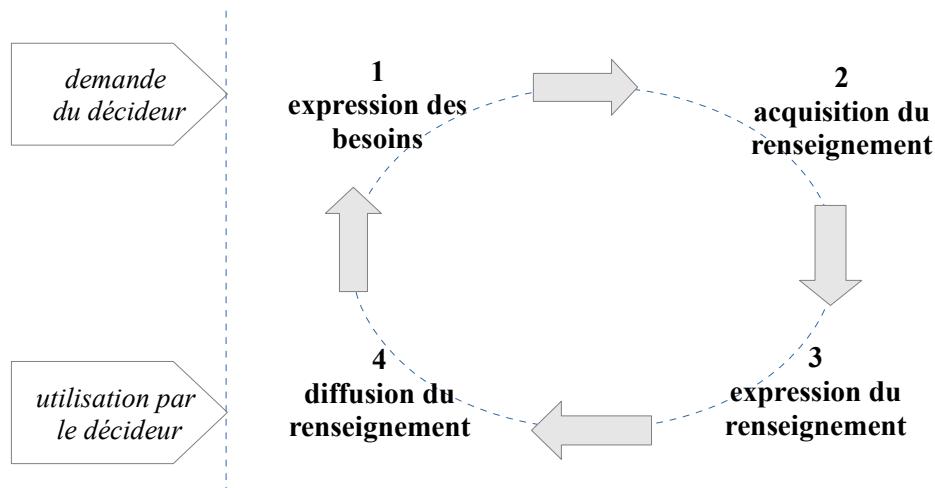 demande
du décideur
1
expression des
besoins
2
acquisition du
renseignement
3
expression du
renseignement
4
diffusion du
renseignement
utilisation par
le décideur